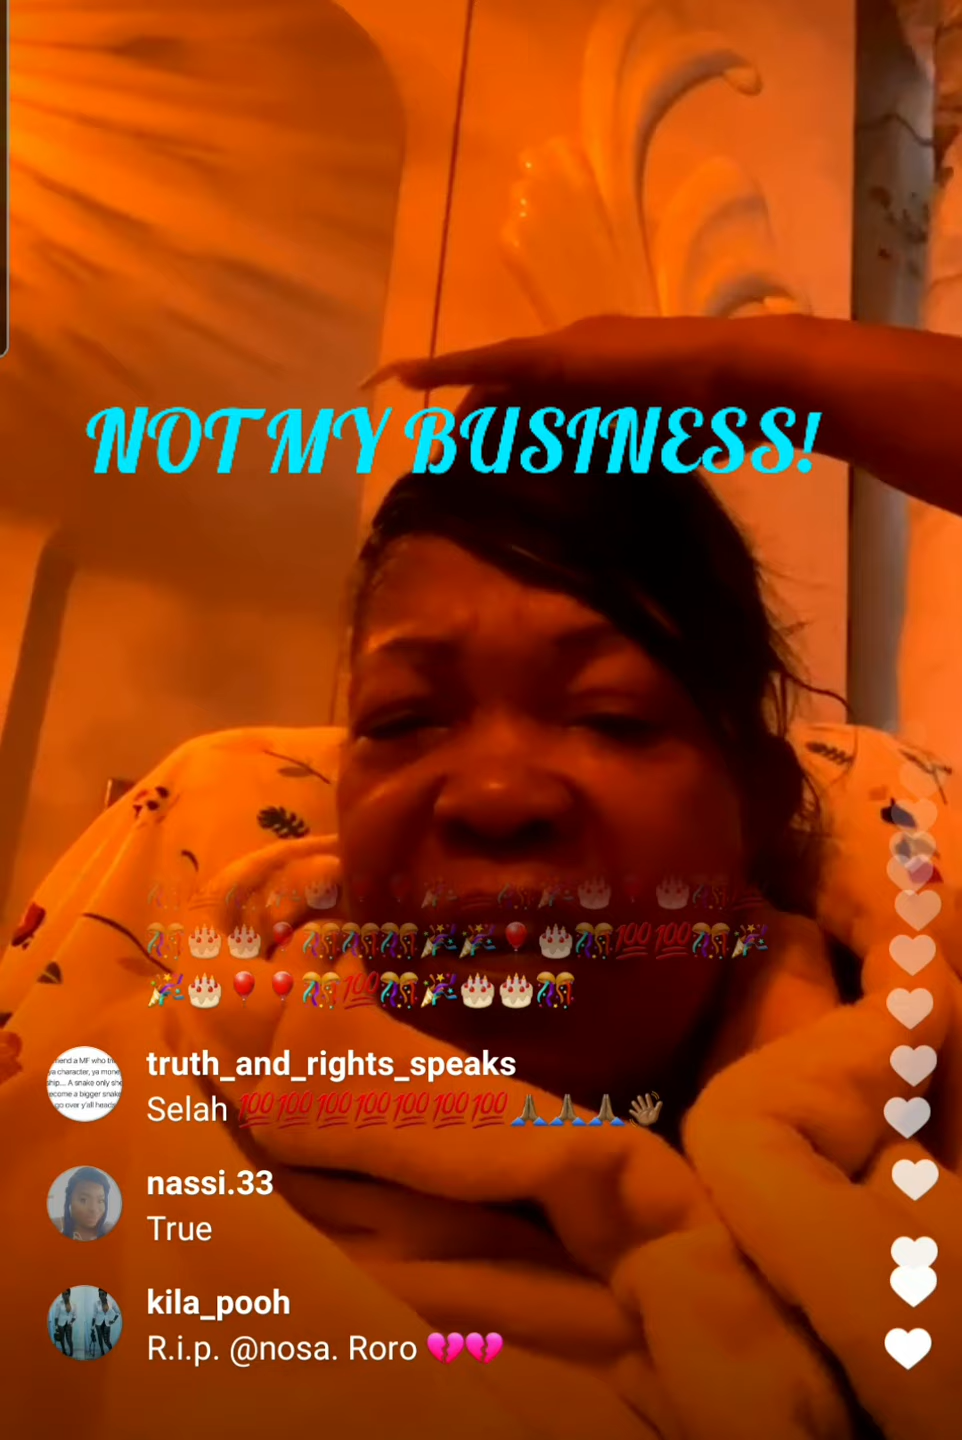 NOT MY BUSINESS!
🎊🎂🎂🎈🎊🎊🎊🎉🎉🎈🎂🎊💯💯🎊🎉
🎉🎂🎈🎈🎊💯🎊🎉🎂🎂🎊
truth_and_rights_speaks
Selah 💯💯💯💯💯💯💯🙏🏾🙏🏾🙏🏾👋🏾
nassi.33
True
kila_pooh
R.i.p. @nosa. Roro 💔💔